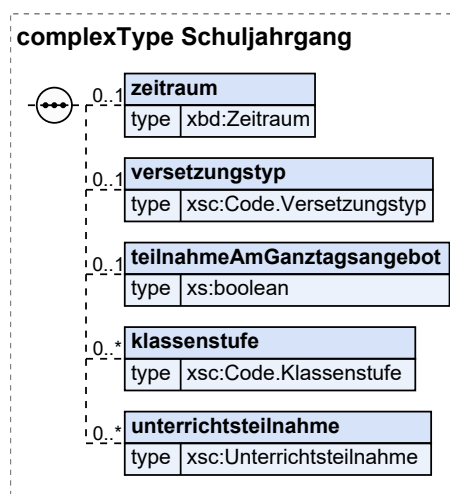 complexType Schuljahrgang
0..1 zeitraum
type xbd:Zeitraum
0..1 versetzungstyp
type xsc:Code.Versetzungstyp
0..1 teilnahmeAmGanztagsangebot
type xs:boolean
0..* klassenstufe
type xsc:Code.Klassenstufe
0..* unterrichtsteilnahme
type xsc:Unterrichtsteilnahme